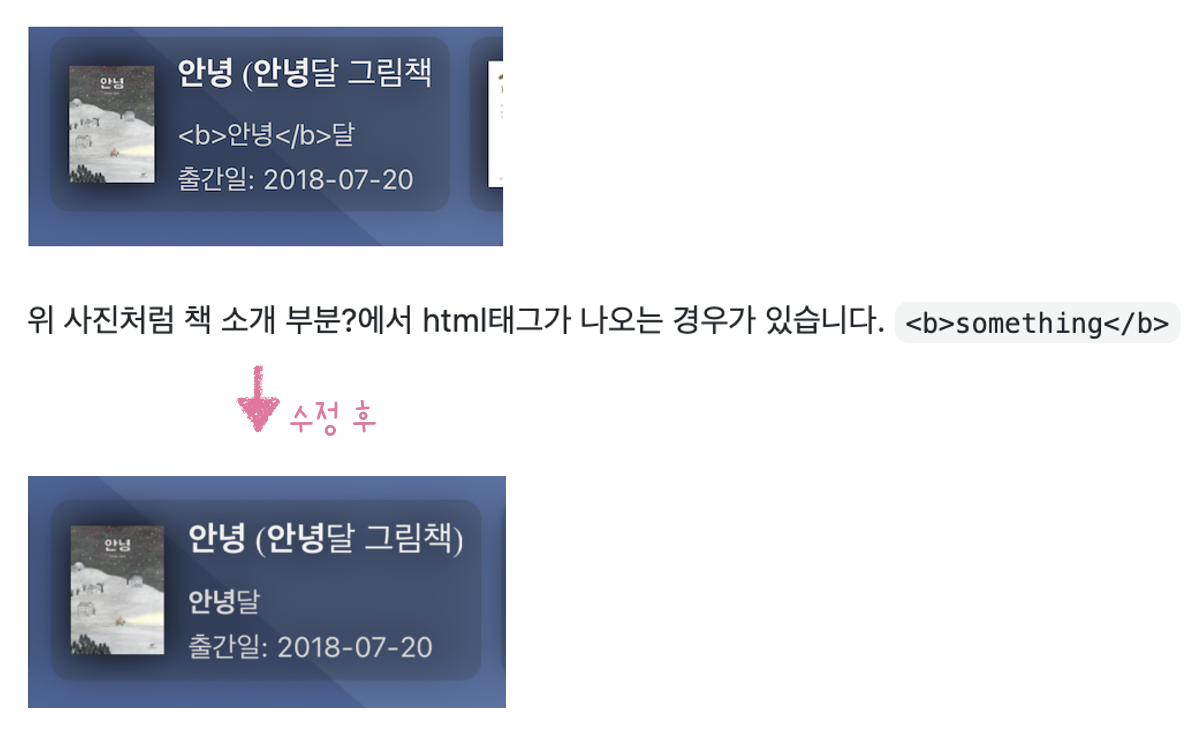 안녕
안녕 (안녕달 그림책
<b>안녕</b>달
출간일: 2018-07-20
위 사진처럼 책 소개 부분?에서 html태그가 나오는 경우가 있습니다. <b>something</b>
수정 후
안녕
안녕 (안녕달 그림책)
안녕달
출간일: 2018-07-20